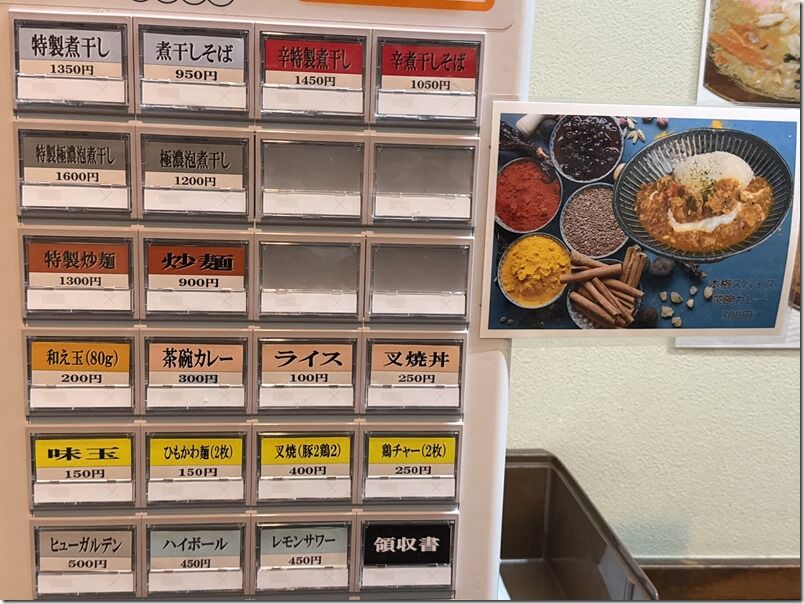 特製煮干し
1350円
煮干しそば
950円
辛特製煮干し
1450円
辛煮干しそば
1050円
特製極濃泡煮干し
1600円
極濃泡煮干し
1200円
特製炒麺
1300円
炒麺
900円
和え玉(80g)
200円
茶碗カレー
300円
ライス
100円
叉焼丼
250円
味玉
150円
ひもかわ麺(2枚)
150円
叉焼(豚2鶏2)
400円
鶏チャー(2枚)
250円
ヒューガルデン
500円
ハイボール
450円
レモンサワー
450円
領収書
本格スパイス
茶碗カレー
300円